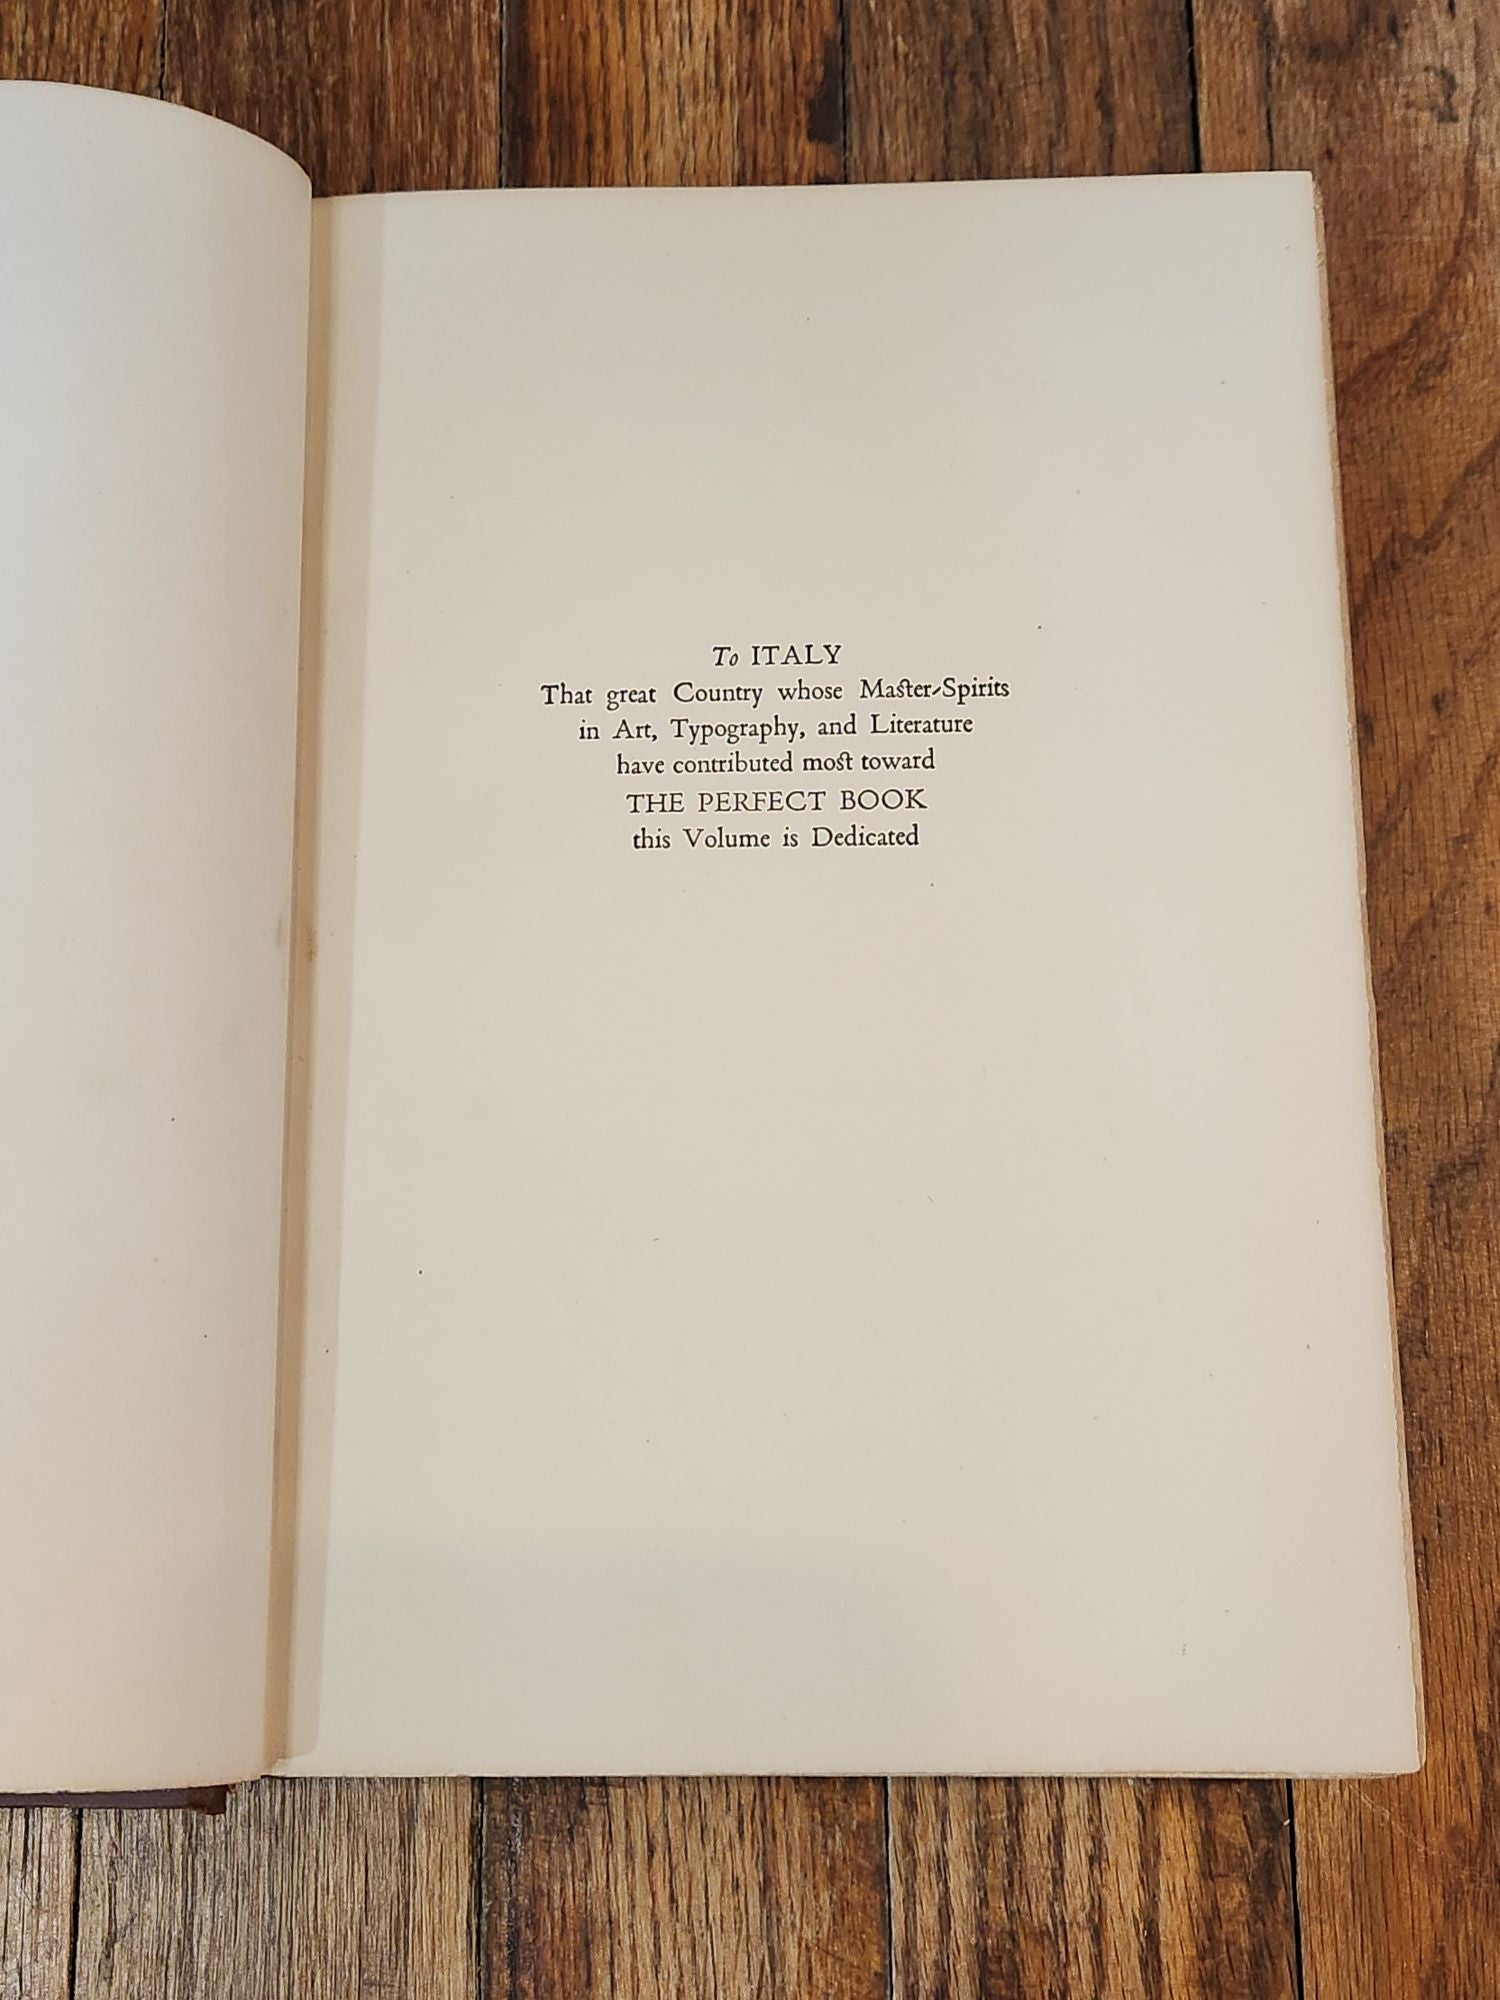 To ITALY
That great Country whose Master-Spirits
in Art, Typography, and Literature
have contributed most toward
THE PERFECT BOOK
this Volume is Dedicated